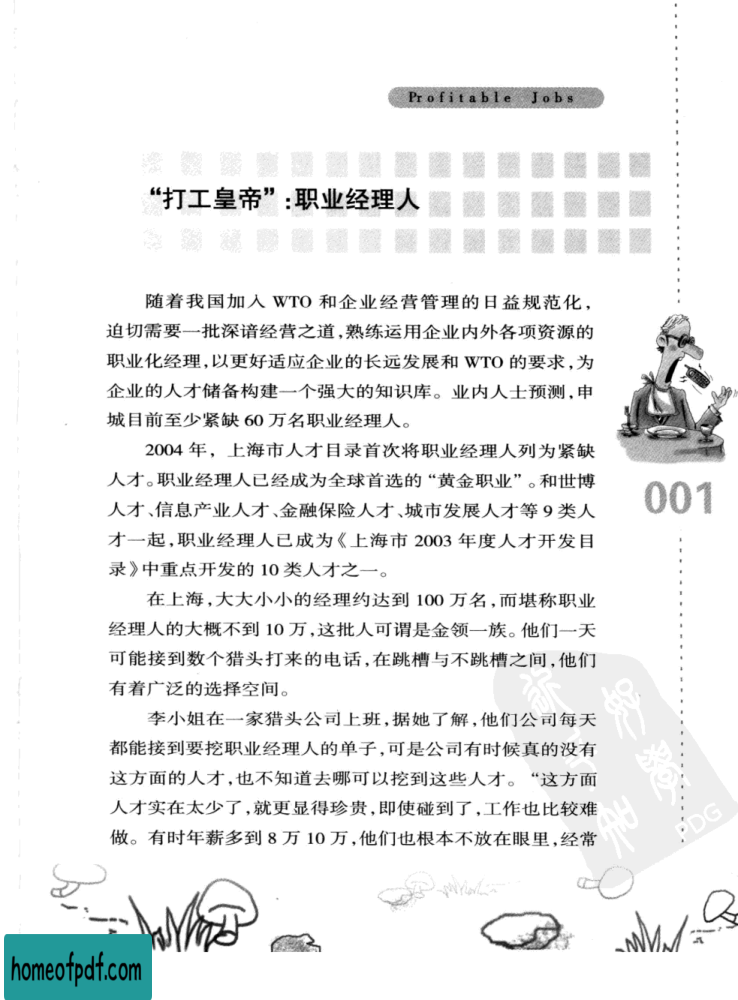 Profitable Jobs
“打工皇帝”:职业经理人
随着我国加入 WTO 和企业经营管理的日益规范化,
迫切需要一批深谙经营之道,熟练运用企业内外各项资源的
职业化经理,以更好适应企业的长远发展和 WTO 的要求,为
企业的人才储备构建一个强大的知识库。业内人士预测,申
城目前至少紧缺 60 万名职业经理人。
2004 年,上海市人才目录首次将职业经理人列为紧缺
人才。职业经理人已经成为全球首选的“黄金职业”。和世博
人才、信息产业人才、金融保险人才、城市发展人才等 9 类人
才一起,职业经理人已成为《上海市 2003 年度人才开发目
录》中重点开发的 10 类人才之一。
在上海,大大小小的经理约达到 100 万名,而堪称职业
经理人的大概不到 10 万,这批人可谓是金领一族。他们一天
可能接到数个猎头打来的电话,在跳槽与不跳槽之间,他们
有着广泛的选择空间。
李小姐在一家猎头公司上班,据她了解,他们公司每天
都能接到要挖职业经理人的单子,可是公司有时候真的没有
这方面的人才,也不知道去哪可以挖到这些人才。“这方面
人才实在太少了,就更显得珍贵,即使碰到了,工作也比较难
做。有时年薪多到 8 万 10 万,他们也根本不放在眼里,经常
001
PDG
homeofpdf.com